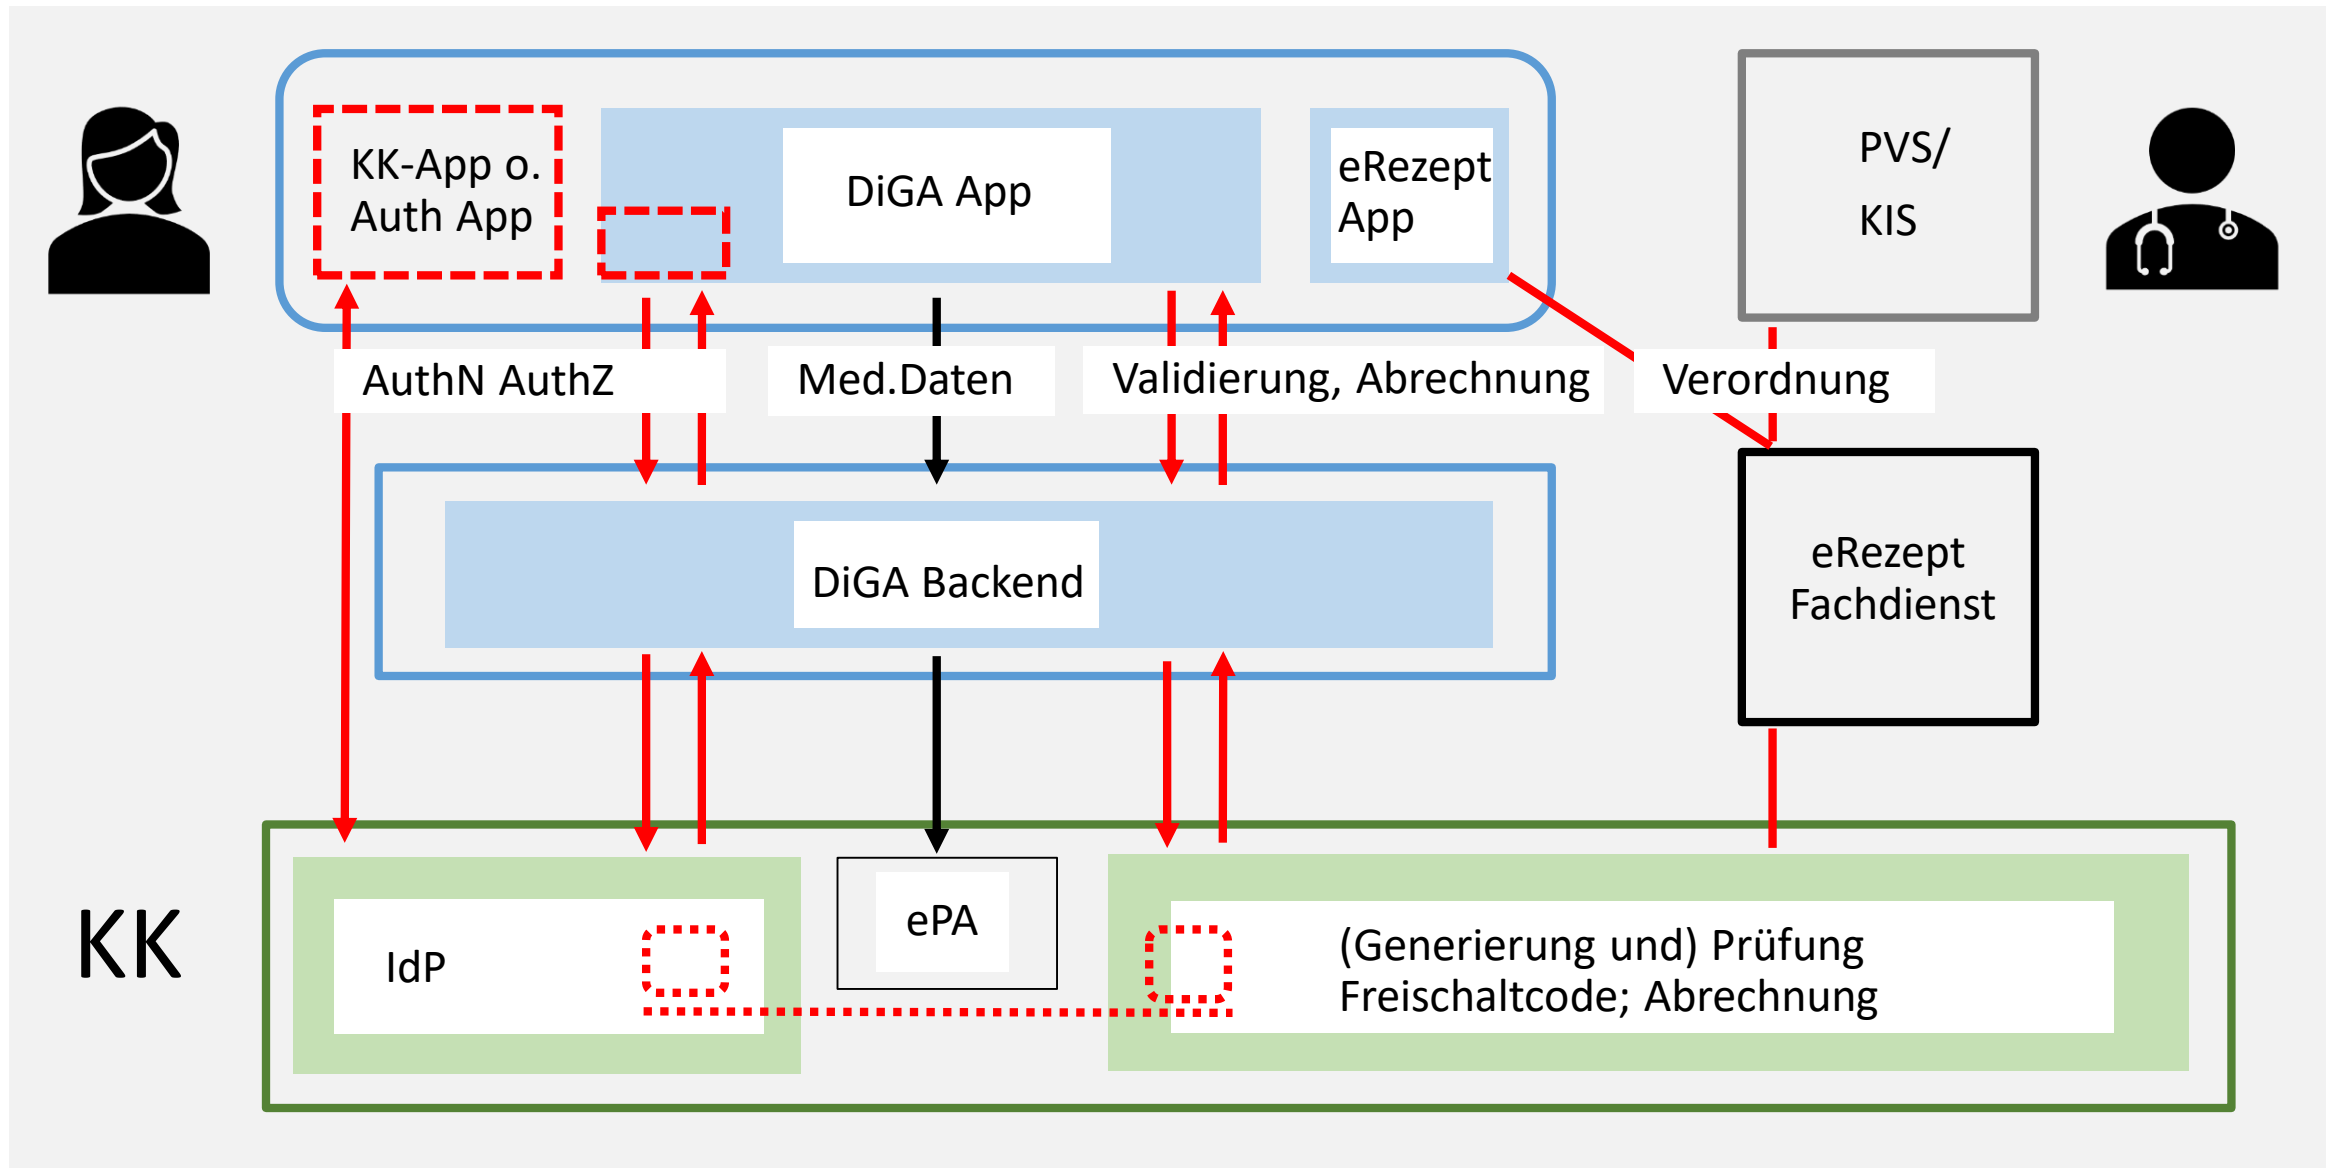 KK-App o.
Auth App
DiGA App
eRezept
App
PVS/
KIS
AuthN AuthZ
Med.Daten
Validierung, Abrechnung
Verordnung
DiGA Backend
eRezept
Fachdienst
KK
IdP
ePA
(Generierung und) Prüfung
Freischaltcode; Abrechnung